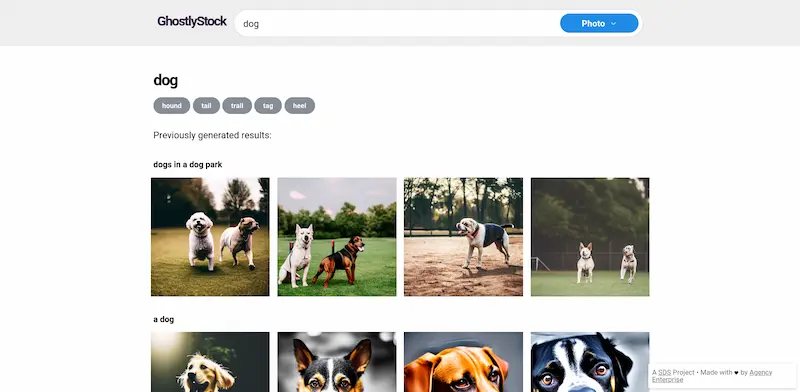 GhostlyStock
dog
Photo
dog
hound
tail
trail
tag
heel
Previously generated results:
dogs in a dog park
a dog
A SDS Project • Made with ♥ by Agency
Enterprise